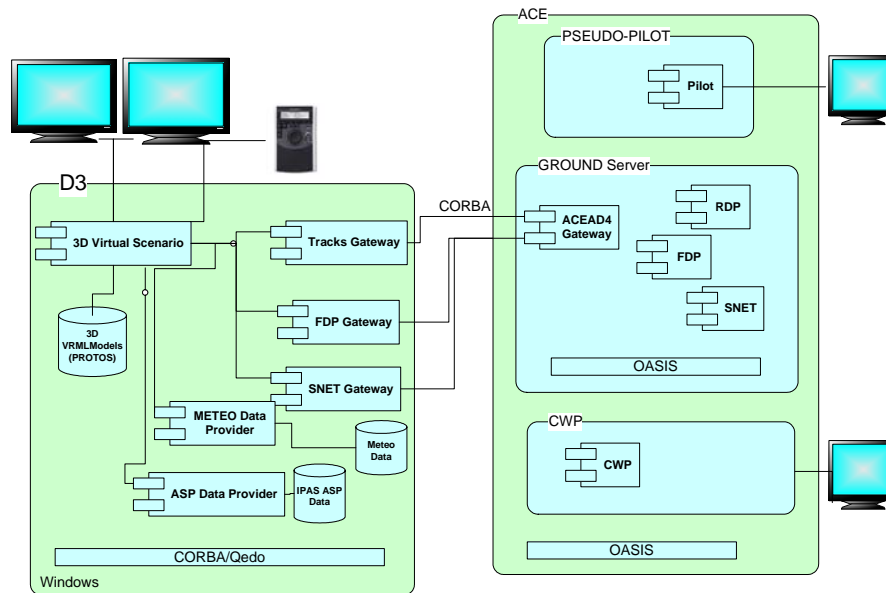 ACE
PSEUDO-PILOT
Pilot
GROUND Server
D3
CORBA
RDP
3D Virtual Scenario
Tracks Gateway
ACEAD4
Gateway
FDP
SNET
3D
VRMLModels
(PROTOS)
FDP Gateway
OASIS
SNET Gateway
METEO Data
Provider
CWP
Meteo
Data
CWP
ASP Data Provider
IPAS ASP
Data
CORBA/Qedo
OASIS
Windows